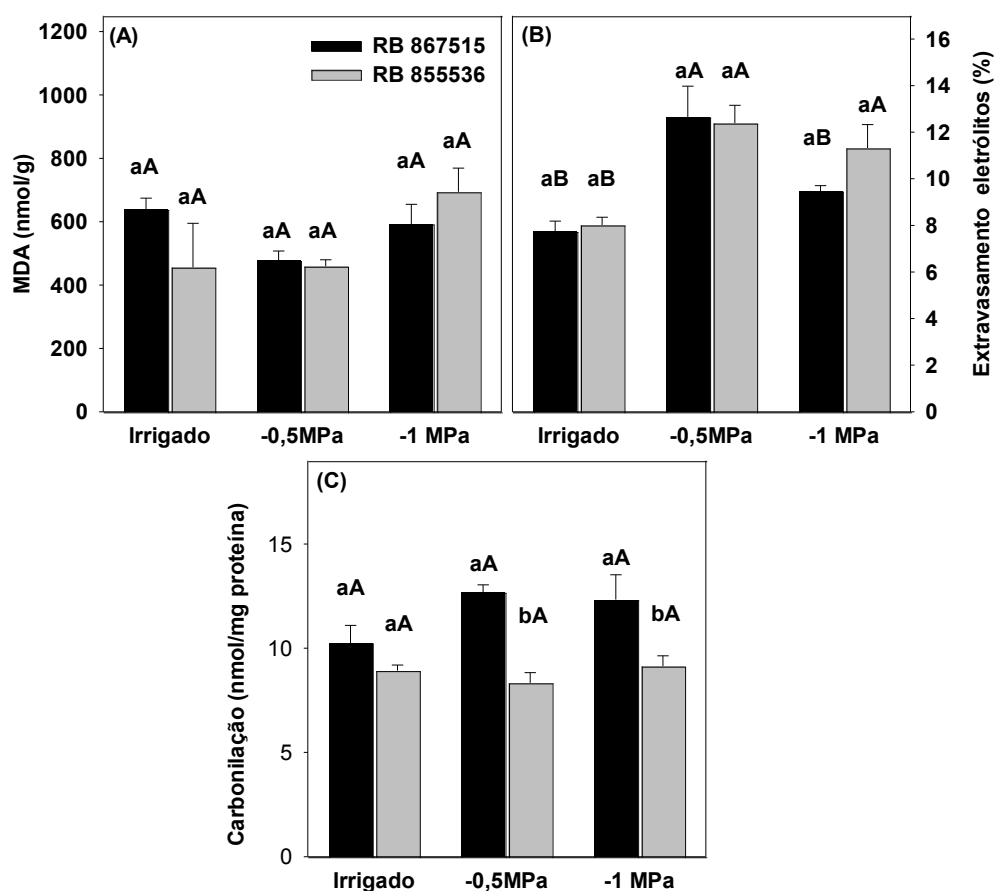 (A)
RB 867515
RB 855536
MDA (nmol/g)
1200
1000
800
600
400
200
0
aA
aA
aA
aA
aA
aA
Irrigado
-0,5MPa
-1 MPa
(B)
Extravasamento eletrólitos (%)
16
14
12
10
8
6
4
2
0
aB
aB
aA
aA
aB
aA
Irrigado
-0,5MPa
-1 MPa
(C)
Carbonilação (nmol/mg proteína)
15
10
5
0
aA
aA
aA
bA
aA
bA
Irrigado
-0,5MPa
-1 MPa